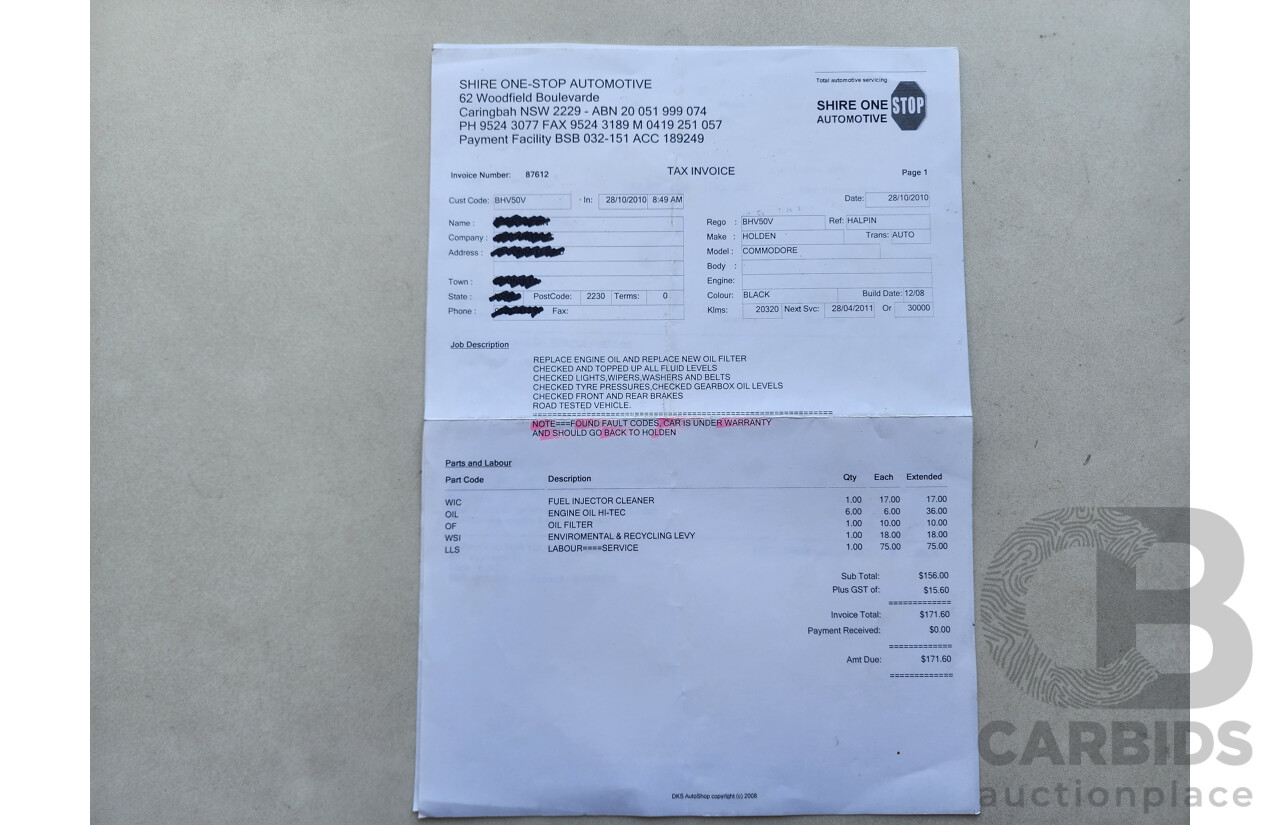 SHIRE ONE-STOP AUTOMOTIVE
62 Woodfield Boulevarde
Caringbah NSW 2229 - ABN 20 051 999 074
PH 9524 3077 FAX 9524 3189 M 0419 251 057
Payment Facility BSB 032-151 ACC 189249
Total automotive servicing
SHIRE ONE STOP
AUTOMOTIVE
TAX INVOICE
Invoice Number: 87612
Page 1
Cust Code: BHV50V In: 28/10/2010 8:49 AM
Date: 28/10/2010
Name :
Company :
Address :
Town :
State : PostCode: 2230 Terms: 0
Phone : Fax:
Rego : BHV50V Ref: HALPIN
Make : HOLDEN Trans: AUTO
Model : COMMODORE
Body :
Engine:
Colour: BLACK Build Date: 12/08
Klms: 20320 Next Svc: 28/04/2011 Or 30000
Job Description
REPLACE ENGINE OIL AND REPLACE NEW OIL FILTER
CHECKED AND TOPPED UP ALL FLUID LEVELS
CHECKED LIGHTS,WIPERS,WASHERS AND BELTS
CHECKED TYRE PRESSURES,CHECKED GEARBOX OIL LEVELS
CHECKED FRONT AND REAR BRAKES
ROAD TESTED VEHICLE.
NOTE===FOUND FAULT CODES, CAR IS UNDER WARRANTY
AND SHOULD GO BACK TO HOLDEN
Parts and Labour
Part Code Description Qty Each Extended
WIC FUEL INJECTOR CLEANER 1.00 17.00 17.00
OIL ENGINE OIL HI-TEC 6.00 6.00 36.00
OF OIL FILTER 1.00 10.00 10.00
WSI ENVIROMENTAL & RECYCLING LEVY 1.00 18.00 18.00
LLS LABOUR====SERVICE 1.00 75.00 75.00
Sub Total: $156.00
Plus GST of: $15.60
Invoice Total: $171.60
Payment Received: $0.00
Amt Due: $171.60
DKS AutoShop copyright (c) 2008
CB
CARBIDS
auctionplace